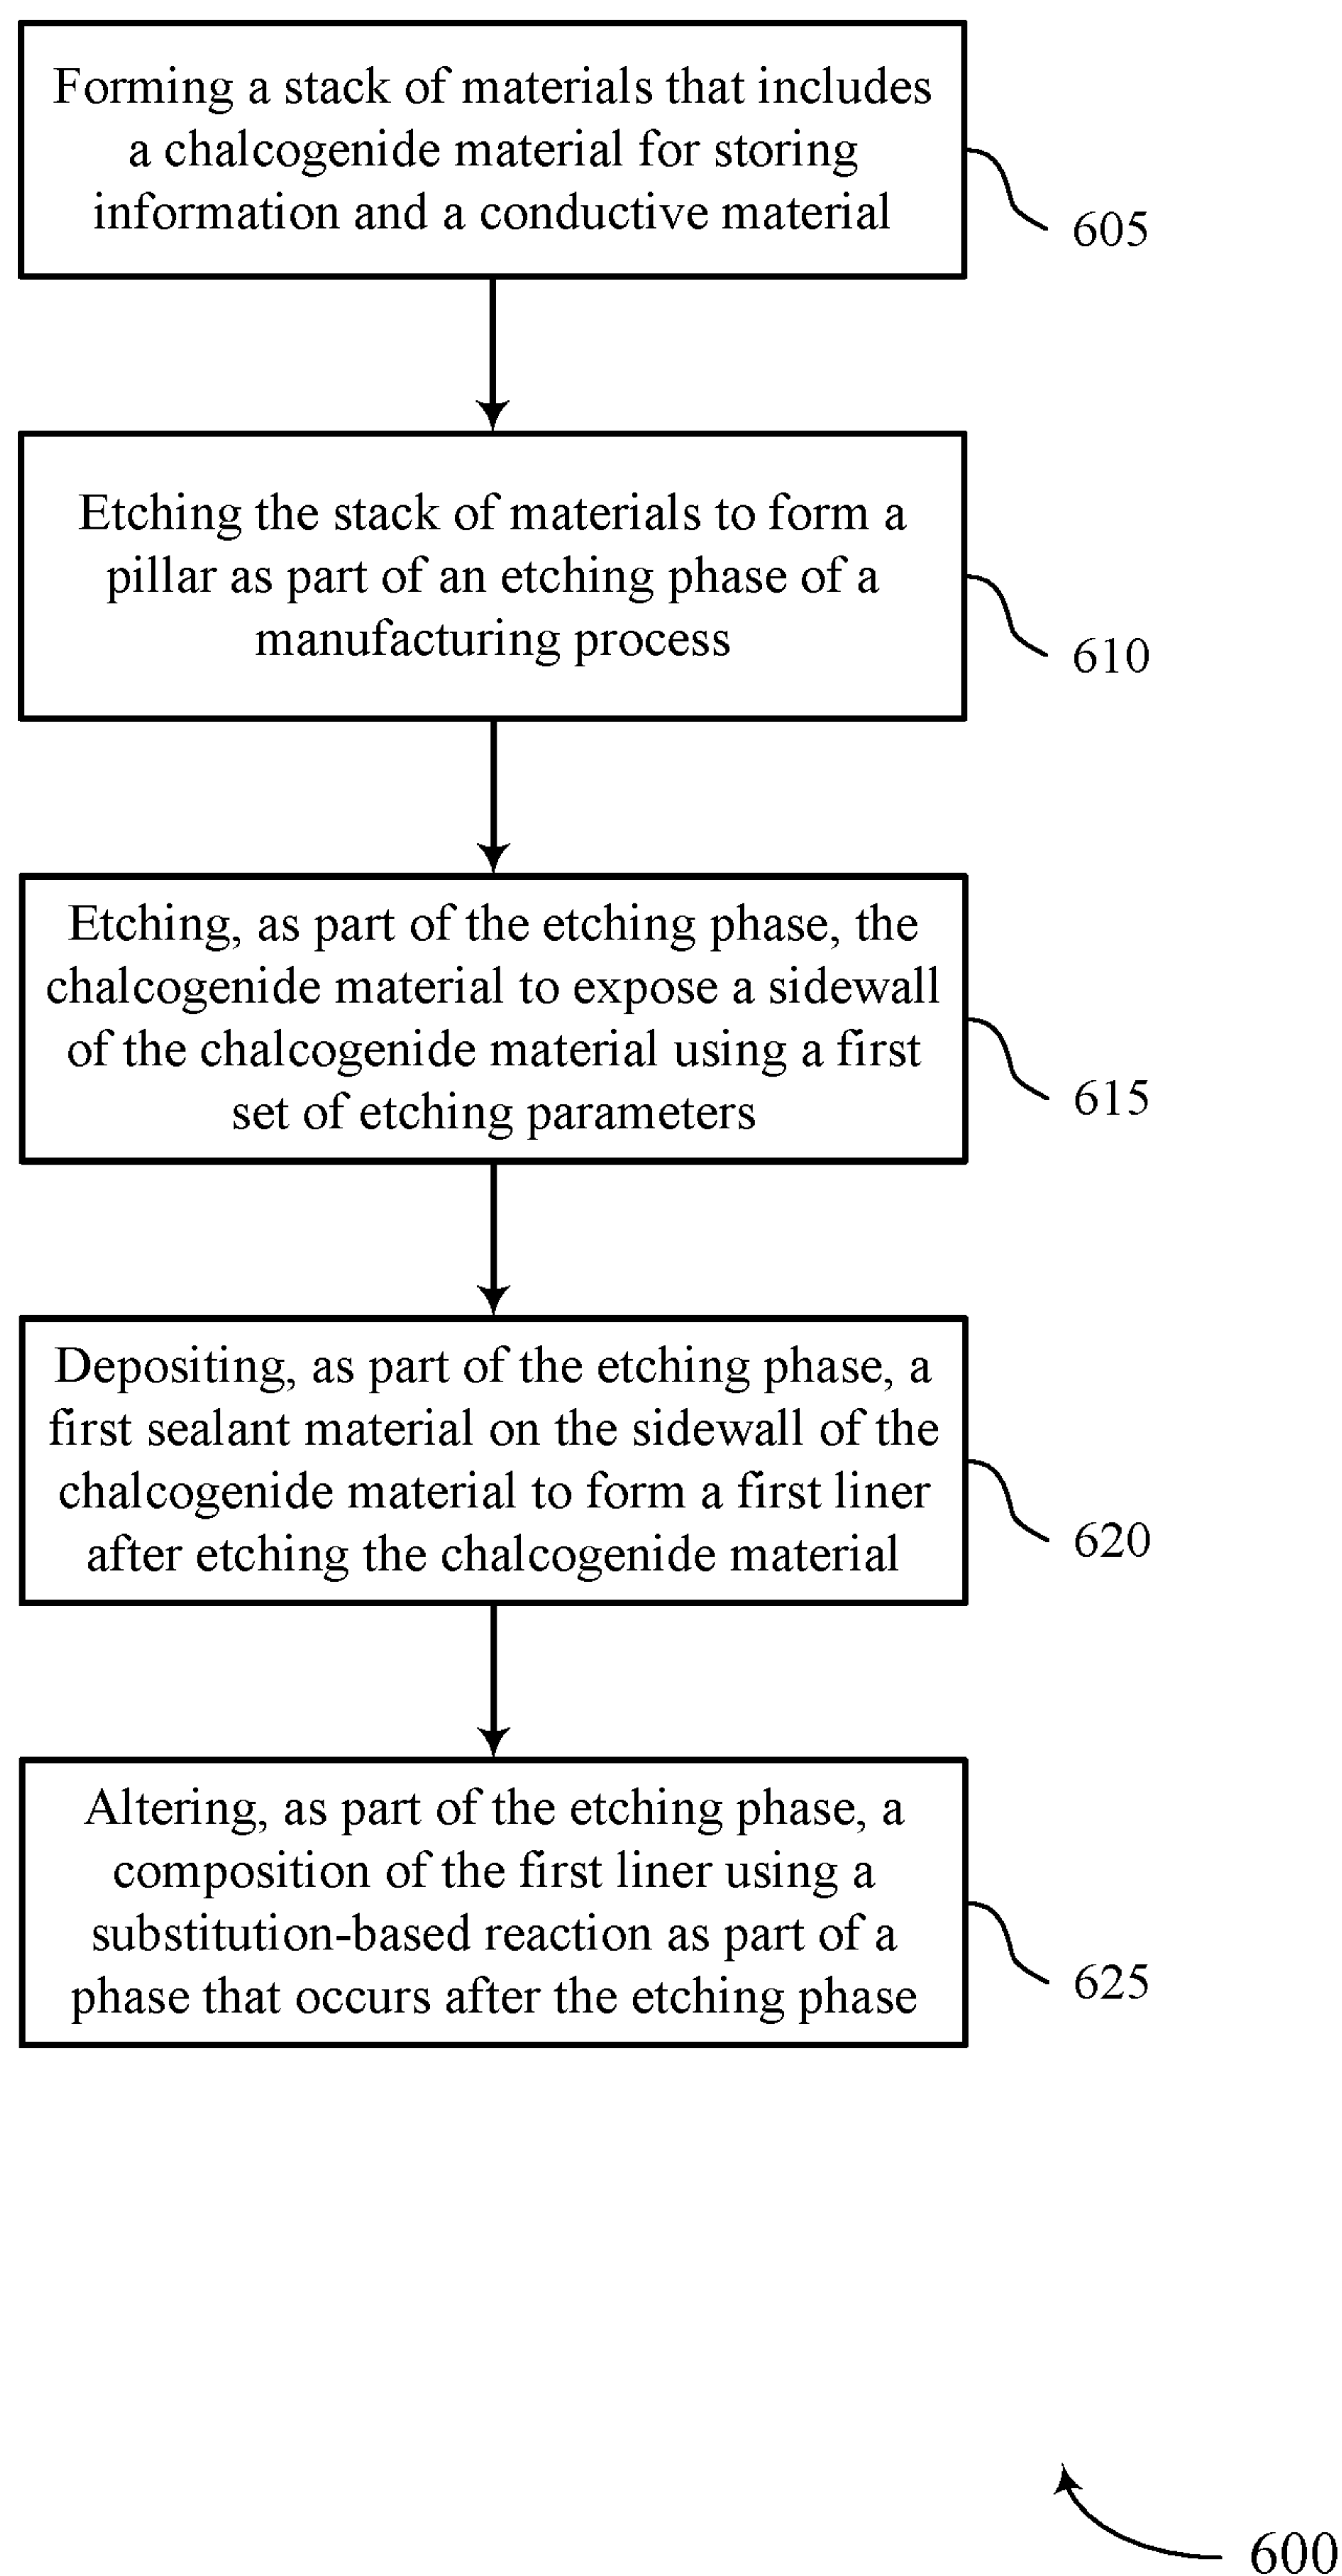 Forming a stack of materials that includes
a chalcogenide material for storing
information and a conductive material
605
Etching the stack of materials to form a
pillar as part of an etching phase of a
manufacturing process
610
Etching, as part of the etching phase, the
chalcogenide material to expose a sidewall
of the chalcogenide material using a first
set of etching parameters
615
Depositing, as part of the etching phase, a
first sealant material on the sidewall of the
chalcogenide material to form a first liner
after etching the chalcogenide material
620
Altering, as part of the etching phase, a
composition of the first liner using a
substitution-based reaction as part of a
phase that occurs after the etching phase
625
600